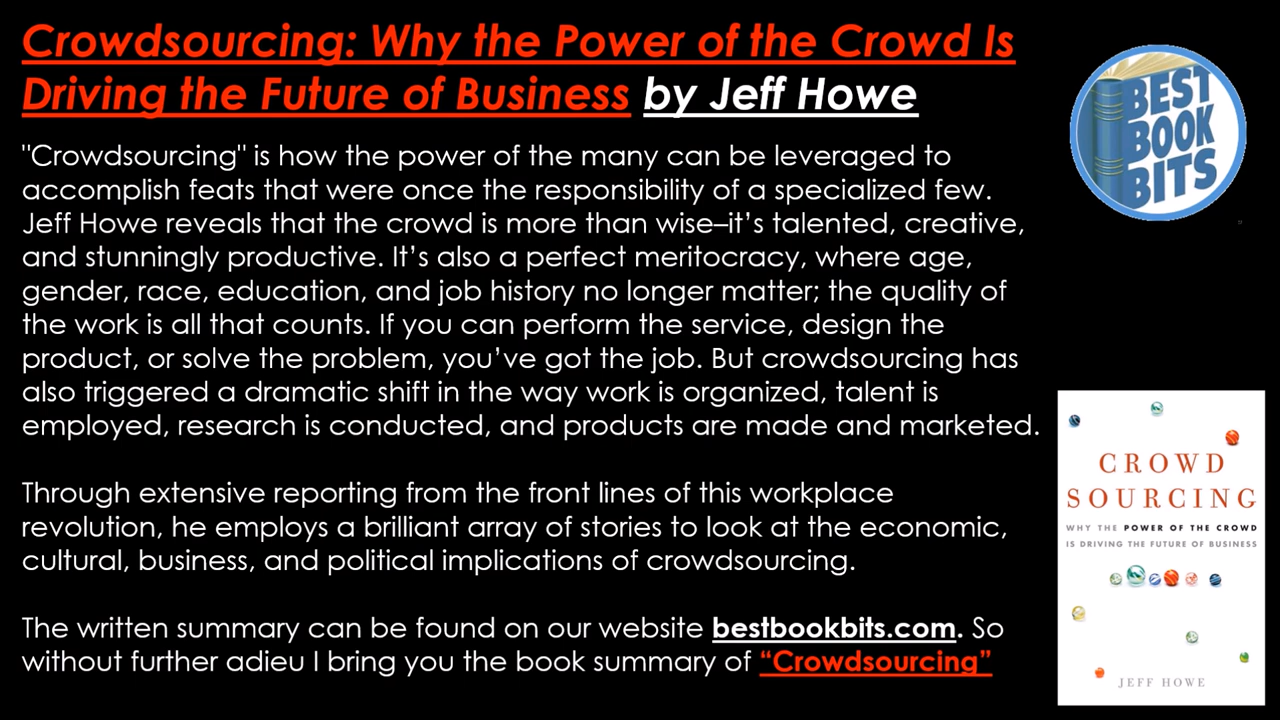 Crowdsourcing: Why the Power of the Crowd Is
Driving the Future of Business by Jeff Howe
"Crowdsourcing" is how the power of the many can be leveraged to
accomplish feats that were once the responsibility of a specialized few.
Jeff Howe reveals that the crowd is more than wise–it’s talented, creative,
and stunningly productive. It’s also a perfect meritocracy, where age,
gender, race, education, and job history no longer matter; the quality of
the work is all that counts. If you can perform the service, design the
product, or solve the problem, you’ve got the job. But crowdsourcing has
also triggered a dramatic shift in the way work is organized, talent is
employed, research is conducted, and products are made and marketed.
Through extensive reporting from the front lines of this workplace
revolution, he employs a brilliant array of stories to look at the economic,
cultural, business, and political implications of crowdsourcing.
The written summary can be found on our website bestbookbits.com. So
without further adieu I bring you the book summary of “Crowdsourcing”
BEST
BOOK
BITS
CROWD
SOURCING
WHY THE POWER OF THE CROWD
IS DRIVING THE FUTURE OF BUSINESS
JEFF HOWE